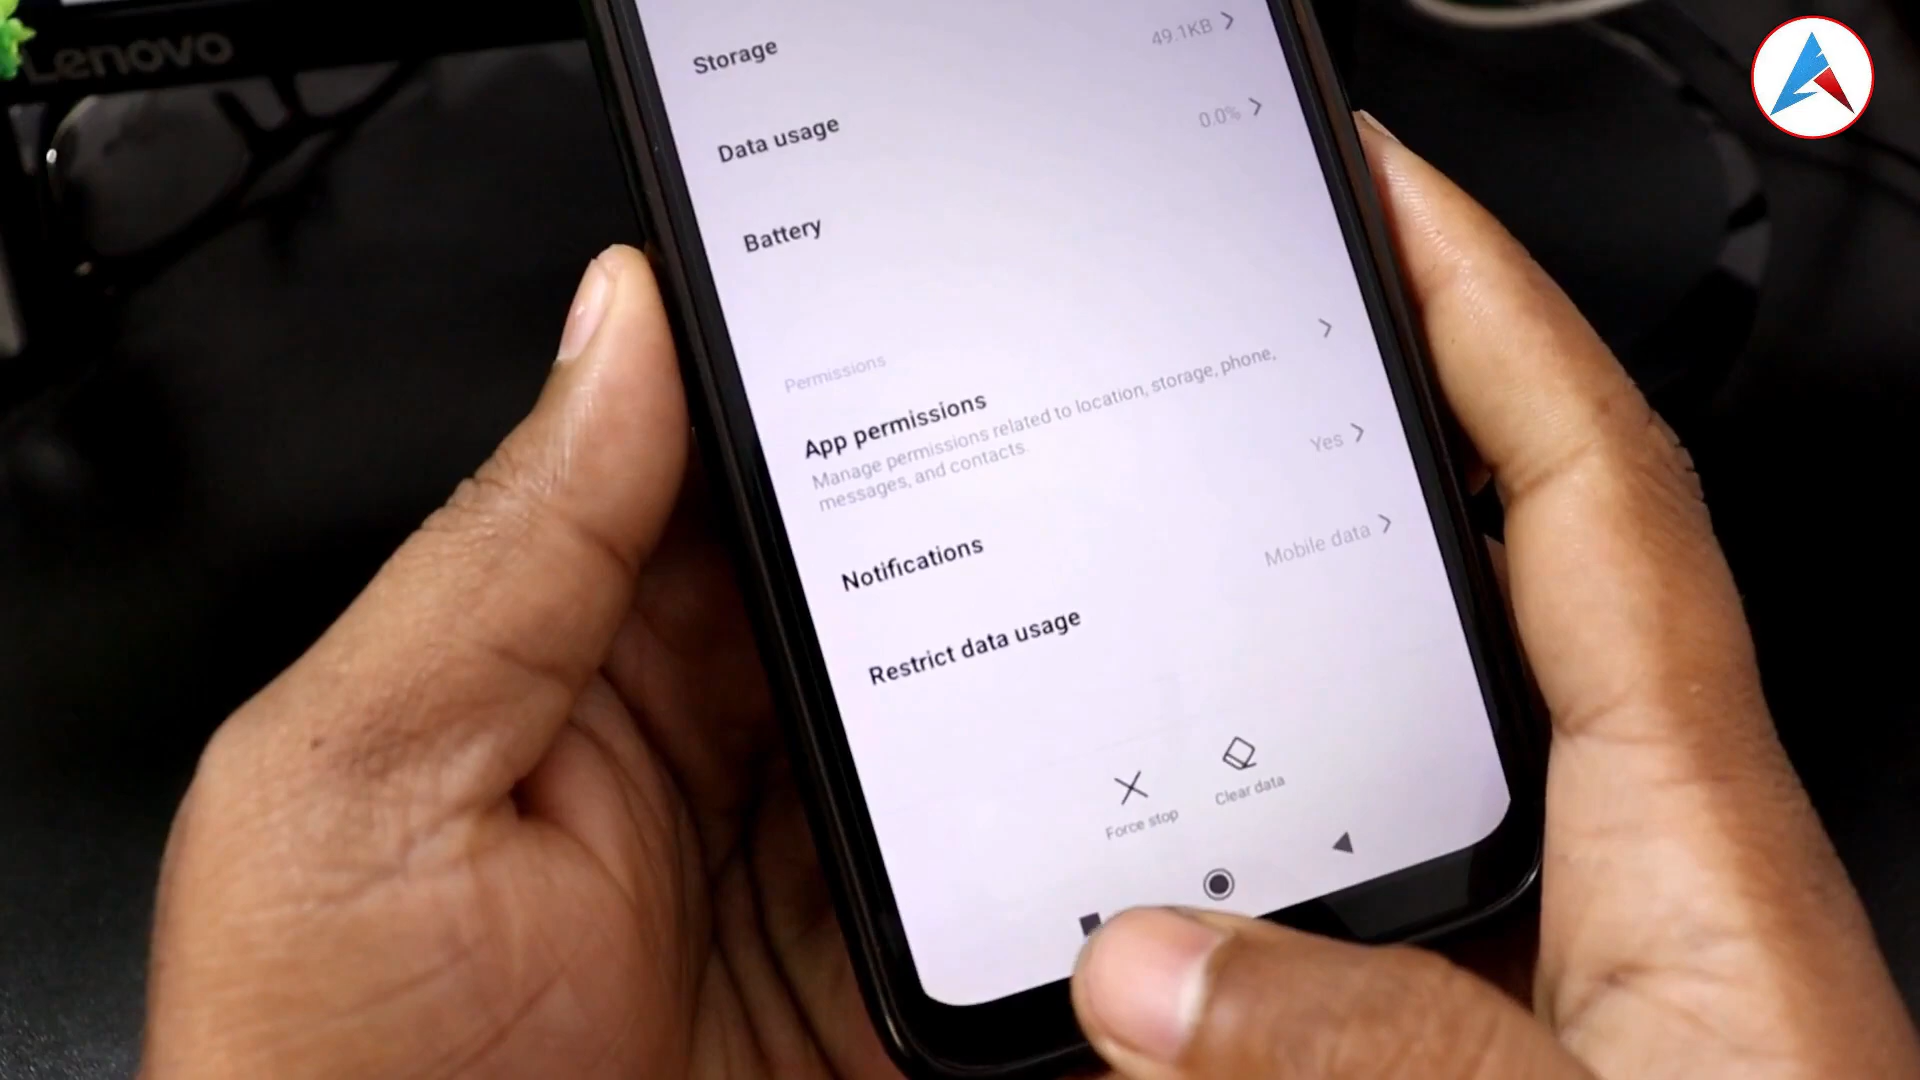 Lenovo
Storage
49.1KB
Data usage
0.0%
Battery
Permissions
App permissions
Manage permissions related to location, storage, phone,
messages, and contacts.
Notifications
Yes
Restrict data usage
Mobile data
Force stop
Clear data